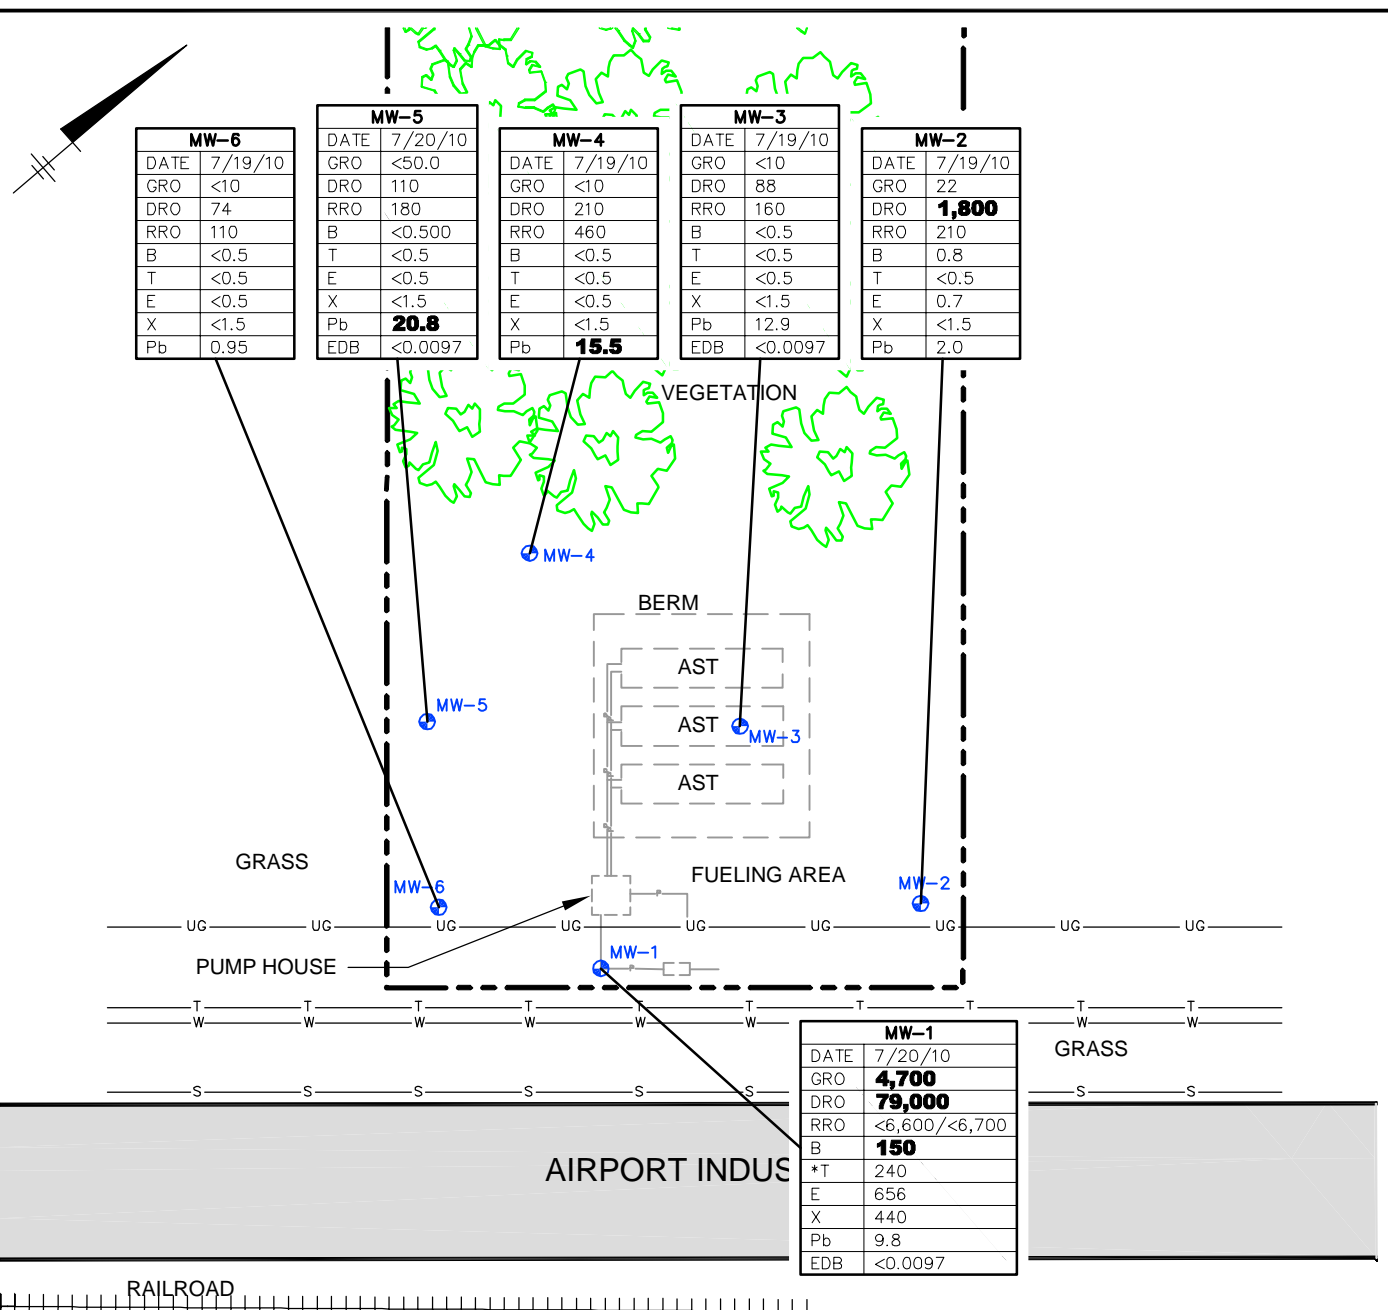 MW-6
DATE 7/19/10
GRO <10
DRO 74
RRO 110
B <0.5
T <0.5
E <0.5
X <1.5
Pb 0.95
MW-5
DATE 7/20/10
GRO <50.0
DRO 110
RRO 180
B <0.500
T <0.5
E <0.5
X <1.5
Pb 20.8
EDB <0.0097
MW-4
DATE 7/19/10
GRO <10
DRO 210
RRO 460
B <0.5
T <0.5
E <0.5
X <1.5
Pb 15.5
MW-3
DATE 7/19/10
GRO <10
DRO 88
RRO 160
B <0.5
T <0.5
E <0.5
X <1.5
Pb 12.9
EDB <0.0097
MW-2
DATE 7/19/10
GRO 22
DRO 1,800
RRO 210
B 0.8
T <0.5
E 0.7
X <1.5
Pb 2.0
VEGETATION
MW-4
BERM
AST
MW-5
AST
MW-3
AST
GRASS
FUELING AREA
MW-6
MW-2
UG UG UG UG UG UG UG UG UG
MW-1
PUMP HOUSE
T T T T T T T T T T
W W W W W W W W
GRASS
S S S S S S S S
MW-1
DATE 7/20/10
GRO 4,700
DRO 79,000
RRO <6,600/<6,700
B 150
*T 240
E 656
X 440
Pb 9.8
EDB <0.0097
AIRPORT INDUS
RAILROAD